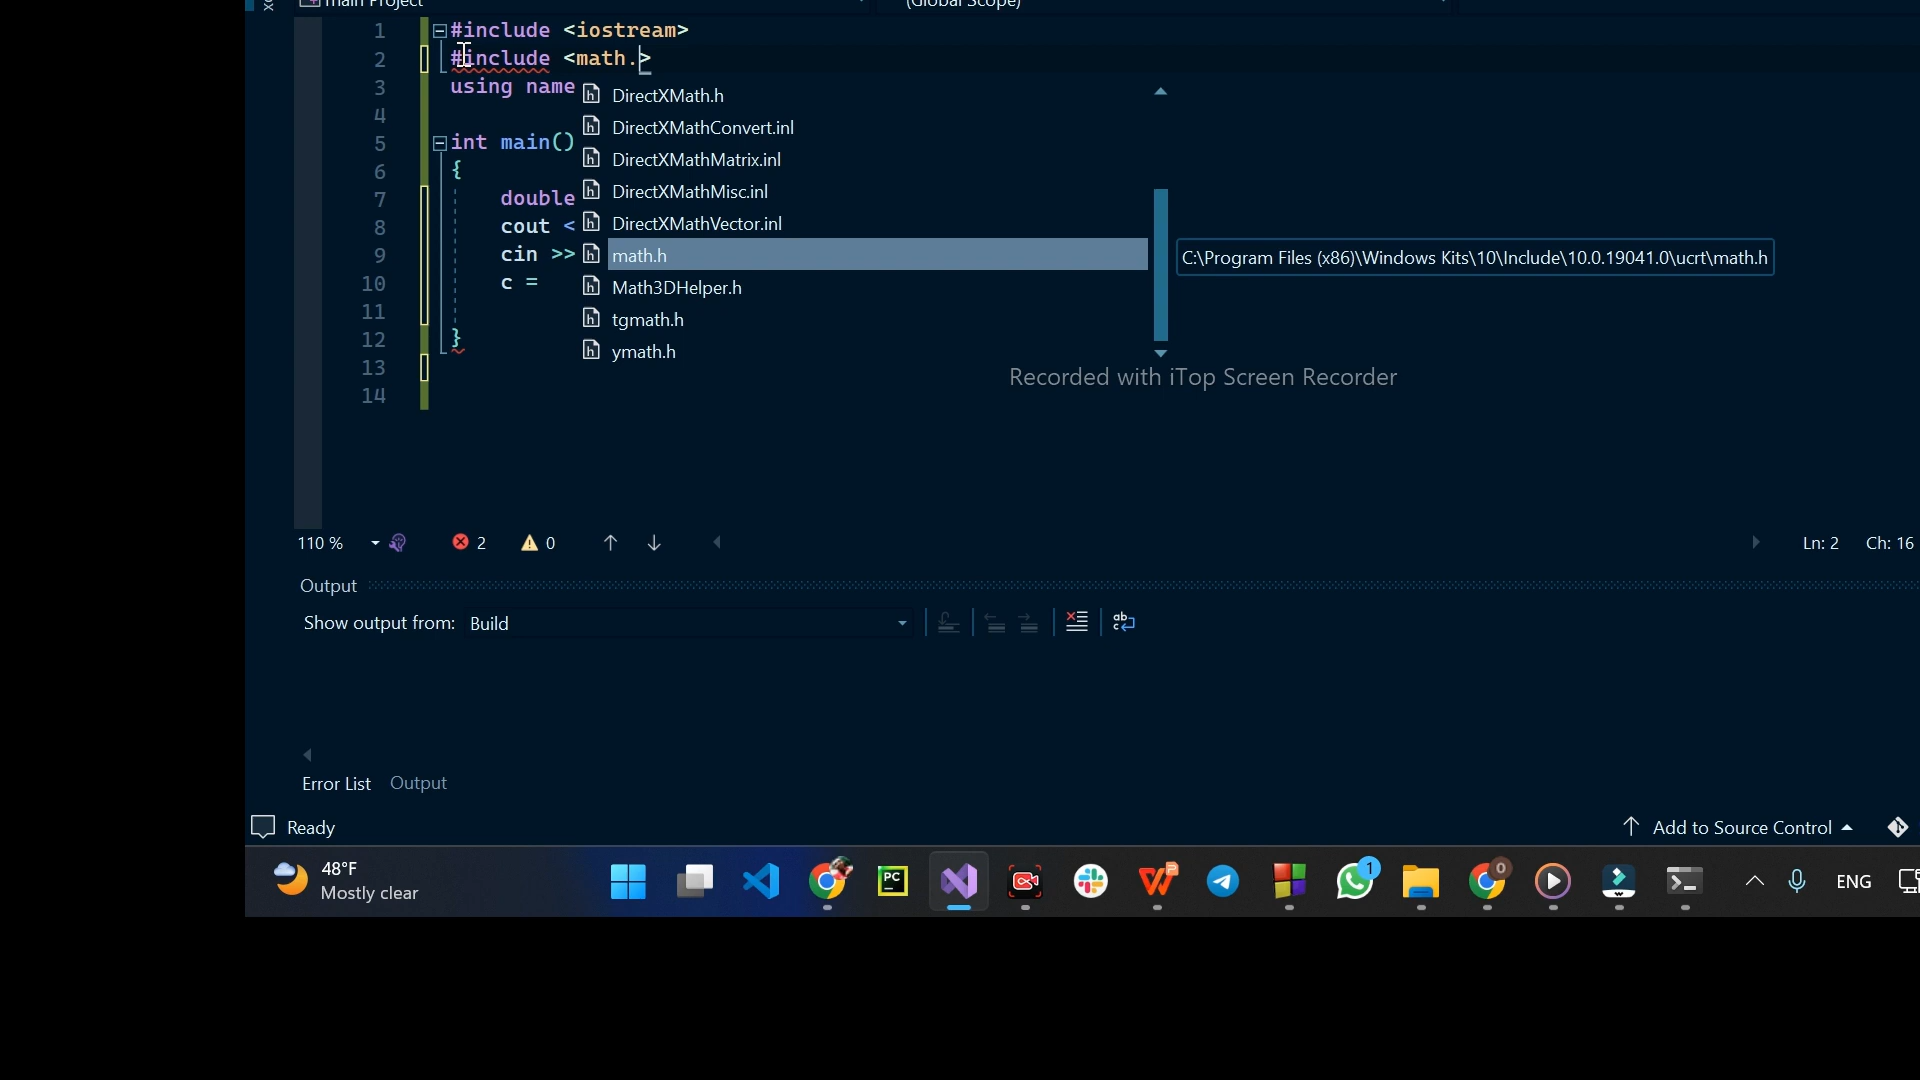 main Project
(Global Scope)
1 #include <iostream>
2 #include <math.>
3 using name
4
5 int main()
6 {
7 double
8 cout <
9 cin >>
10 c =
11
12 }
13
14
DirectXMath.h
DirectXMathConvert.inl
DirectXMathMatrix.inl
DirectXMathMisc.inl
DirectXMathVector.inl
math.h
Math3DHelper.h
tgmath.h
ymath.h
C:\Program Files (x86)\Windows Kits\10\Include\10.0.19041.0\ucrt\math.h
Recorded with iTop Screen Recorder
110 % 2 0 Ln: 2 Ch: 16
Output
Show output from: Build
Error List Output
Ready Add to Source Control
48°F
Mostly clear
PC
1
0
ENG